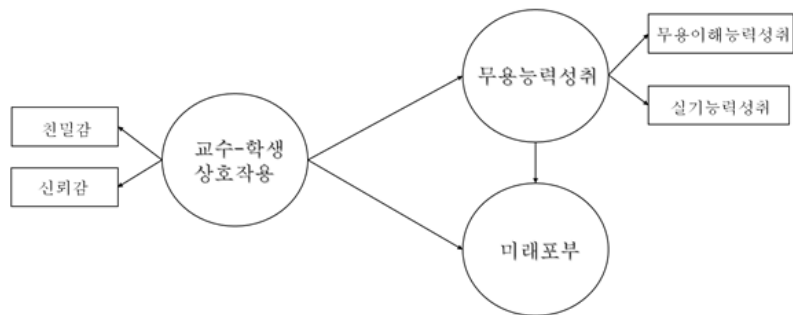 무용이해능력성취
무용능력성취
실기능력성취
친밀감
교수-학생
상호작용
신뢰감
미래포부